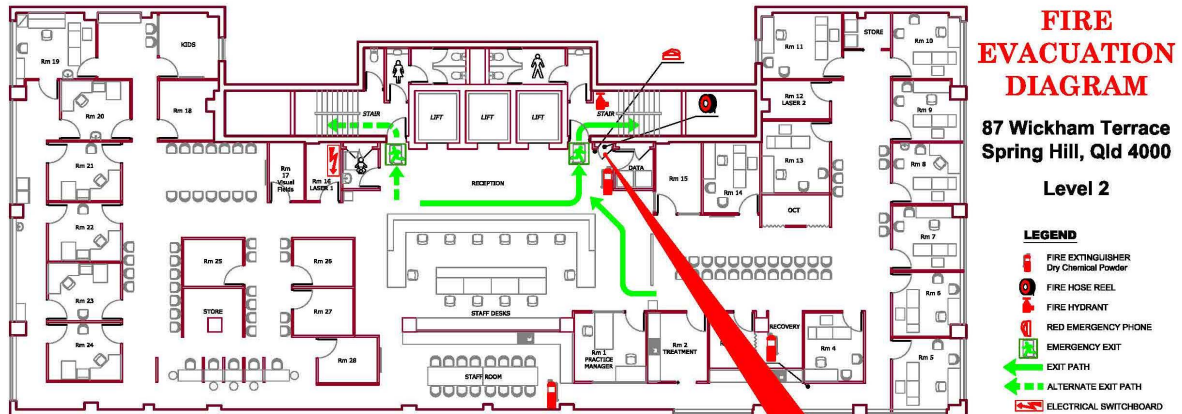 FIRE
EVACUATION
DIAGRAM
87 Wickham Terrace
Spring Hill, Qld 4000
Level 2
LEGEND
FIRE EXTINGUISHER
Dry Chemical Powder
FIRE HOSE REEL
FIRE HYDRANT
RED EMERGENCY PHONE
EMERGENCY EXIT
EXIT PATH
ALTERNATE EXIT PATH
ELECTRICAL SWITCHBOARD
Rm 19
KIDS
Rm 20
Rm 18
STAIR
LIFT
LIFT
LIFT
STAIR
Rm 11
STORE
Rm 10
Rm 12
LASER 2
Rm 9
Rm 21
Rm
17
Visual
Fields
Rm 16
LASER 1
RECEPTION
DATA
Rm 15
Rm 14
Rm 13
Rm 8
OCT
Rm 22
Rm 7
Rm 25
Rm 26
Rm 23
STORE
Rm 27
STAFF DESKS
Rm 6
Rm 24
Rm 28
STAFF ROOM
Rm 1
PRACTICE
MANAGER
Rm 2
TREATMENT
RECOVERY
Rm 4
Rm 5